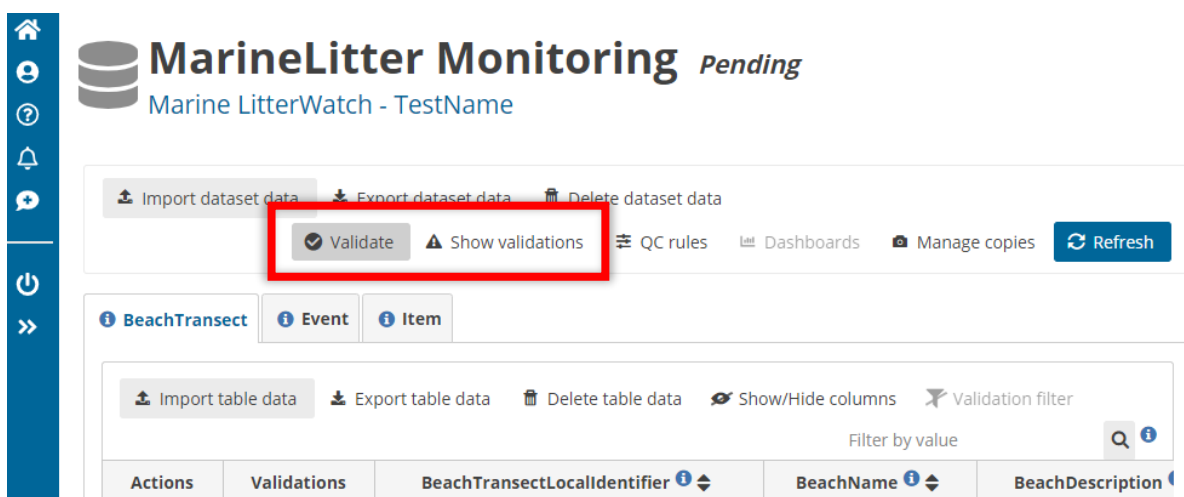 MarineLitter Monitoring Pending
Marine LitterWatch - TestName
Import dataset data Export dataset data Delete dataset data
Validate Show validations QC rules Dashboards Manage copies Refresh
BeachTransect Event Item
Import table data Export table data Delete table data Show/Hide columns Validation filter
Filter by value
Actions Validations BeachTransectLocalIdentifier BeachName BeachDescription